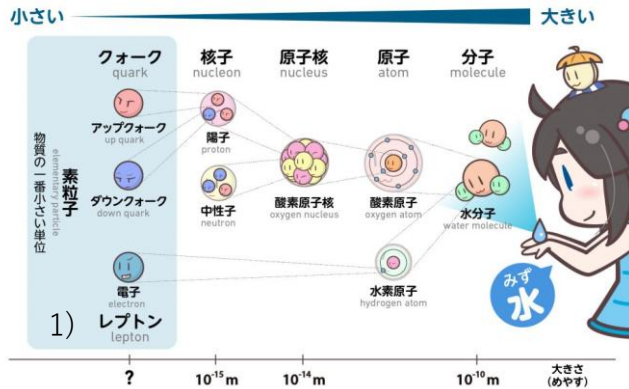 小さい
大きい
クォーク
quark
核子
nucleon
原子核
nucleus
原子
atom
分子
molecule
物質の一番小さい単位
素粒子
elementary particle
アップクォーク
up quark
ダウンクォーク
down quark
電子
electron
1)
レプトン
lepton
陽子
proton
中性子
neutron
酸素原子核
oxygen nucleus
酸素原子
oxygen atom
水素原子
hydrogen atom
水分子
water molecule
みず
水
?
10⁻¹⁵m
10⁻¹⁴m
10⁻¹⁰m
大きさ
(めやす)